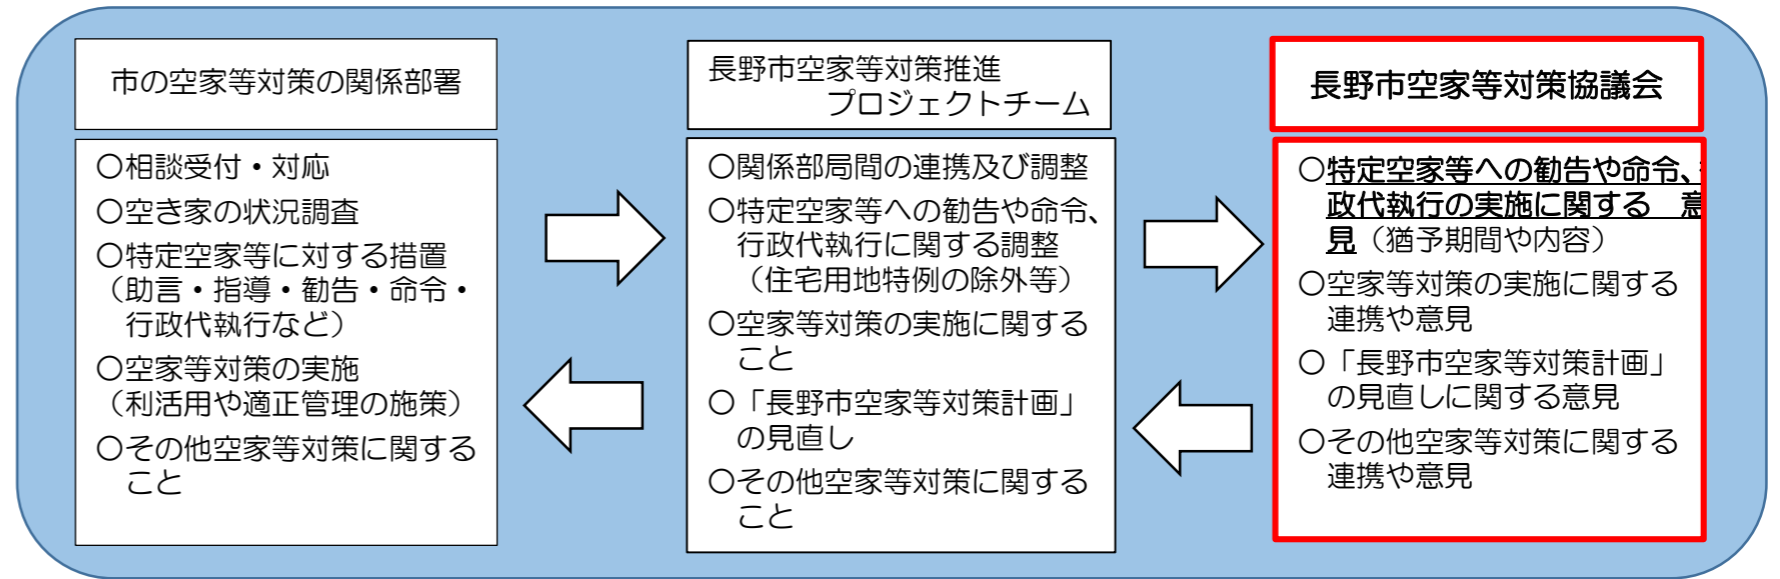 市の空家等対策の関係部署
〇相談受付・対応
〇空き家の状況調査
〇特定空家等に対する措置
（助言・指導・勧告・命令・
行政代執行など）
〇空家等対策の実施
（利活用や適正管理の施策）
〇その他空家等対策に関する
こと
長野市空家等対策推進
プロジェクトチーム
〇関係部局間の連携及び調整
〇特定空家等への勧告や命令、
行政代執行に関する調整
（住宅用地特例の除外等）
〇空家等対策の実施に関する
こと
〇「長野市空家等対策計画」
の見直し
〇その他空家等対策に関する
こと
長野市空家等対策協議会
〇特定空家等への勧告や命令、
政代執行の実施に関する　意
見（猶予期間や内容）
〇空家等対策の実施に関する
連携や意見
〇「長野市空家等対策計画」
の見直しに関する意見
〇その他空家等対策に関する
連携や意見